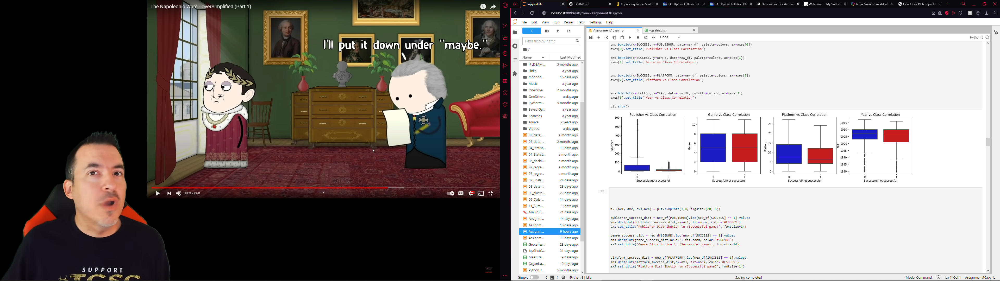 The Napoleonic Wars - OverSimplified (Part 1)
I'll put it down under "maybe."
20:22 / 29:41
CC
HD
SUPPORT
JupyterLab
175078.pdf
Improving Game Marke
IEEE Xplore Full-Text PD
IEEE Xplore Full-Text PD
Data mining for item re
Welcome to My Suffolk
https://uos.on.worldcat.
How Does PCA Impact
localhost:8888/lab/tree/Assignment10.ipynb
File Edit View Run Kernel Tabs Settings Help
Filter files by name
/
Name Last Modified
IPLDSAM... 5 months ago
Links a year ago
mongod... 16 days ago
Music a year ago
OneDrive 2 months ago
OneDrive... a day ago
Pycharm... 5 months ago
Saved Ga... a year ago
Searches a year ago
source 2 years ago
Videos a day ago
03_data_... a month ago
03_data_... 2 months ago
04_Statist... 13 days ago
04_Statist... a month ago
06_decisi... a month ago
07_regre... a month ago
07_regre... a month ago
07_unstr... 24 days ago
08_data_... 23 days ago
09_cluste... 22 days ago
09_Data_... 14 days ago
11_Sum... 9 days ago
AraujoRi... 21 days ago
Assignm... 14 days ago
Assignm... 10 days ago
Assignm... 9 hours ago
Assignm... 13 days ago
Groceries... 23 days ago
JayChoiC... 21 days ago
Measure... 9 days ago
Organisa... 9 days ago
Python_t... 5 months ago
Assignment10.ipynb
vgsales.csv
Code
Python 3
sns.boxplot(x=SUCCESS, y=PUBLISHER, data=new_df, palette=colors, ax=axes[0])
axes[0].set_title('Publisher vs Class Correlation')
sns.boxplot(x=SUCCESS, y=GENRE, data=new_df, palette=colors, ax=axes[1])
axes[1].set_title('Genre vs Class Correlation')
sns.boxplot(x=SUCCESS, y=PLATFORM, data=new_df, palette=colors, ax=axes[2])
axes[2].set_title('Platform vs Class Correlation')
sns.boxplot(x=SUCCESS, y=YEAR, data=new_df, palette=colors, ax=axes[3])
axes[3].set_title('Year vs Class Correlation')
plt.show()
Publisher vs Class Correlation
600
500
400
300
200
100
0
Publisher
0 1
Successful/not successful
Genre vs Class Correlation
10
8
6
4
2
0
Genre
0 1
Successful/not successful
Platform vs Class Correlation
25
20
15
10
5
0
Platform
0 1
Successful/not successful
Year vs Class Correlation
2015
2010
2005
2000
1995
1990
1985
1980
Year
0 1
Successful/not successful
[32]:
f, (ax1, ax2, ax3,ax4) = plt.subplots(1,4, figsize=(20, 6))
publisher_success_dist = new_df[PUBLISHER].loc[new_df[SUCCESS] == 1].values
sns.distplot(publisher_success_dist,ax=ax1, fit=norm, color='#FB8861')
ax1.set_title('Publisher Distribution \n (Successful game)', fontsize=14)
genre_success_dist = new_df[GENRE].loc[new_df[SUCCESS] == 1].values
sns.distplot(genre_success_dist,ax=ax2, fit=norm, color='#56F9BB')
ax2.set_title('Genre Distribution \n (Successful game)', fontsize=14)
platform_success_dist = new_df[PLATFORM].loc[new_df[SUCCESS] == 1].values
sns.distplot(platform_success_dist,ax=ax3, fit=norm, color='#C5B3F9')
ax3.set_title('Platform Distribution \n (Successful game)', fontsize=14)
Simple 0 1 Python 3 | Idle
Saving completed
Mode: Command Ln 1, Col 1 Assignment10.ipynb